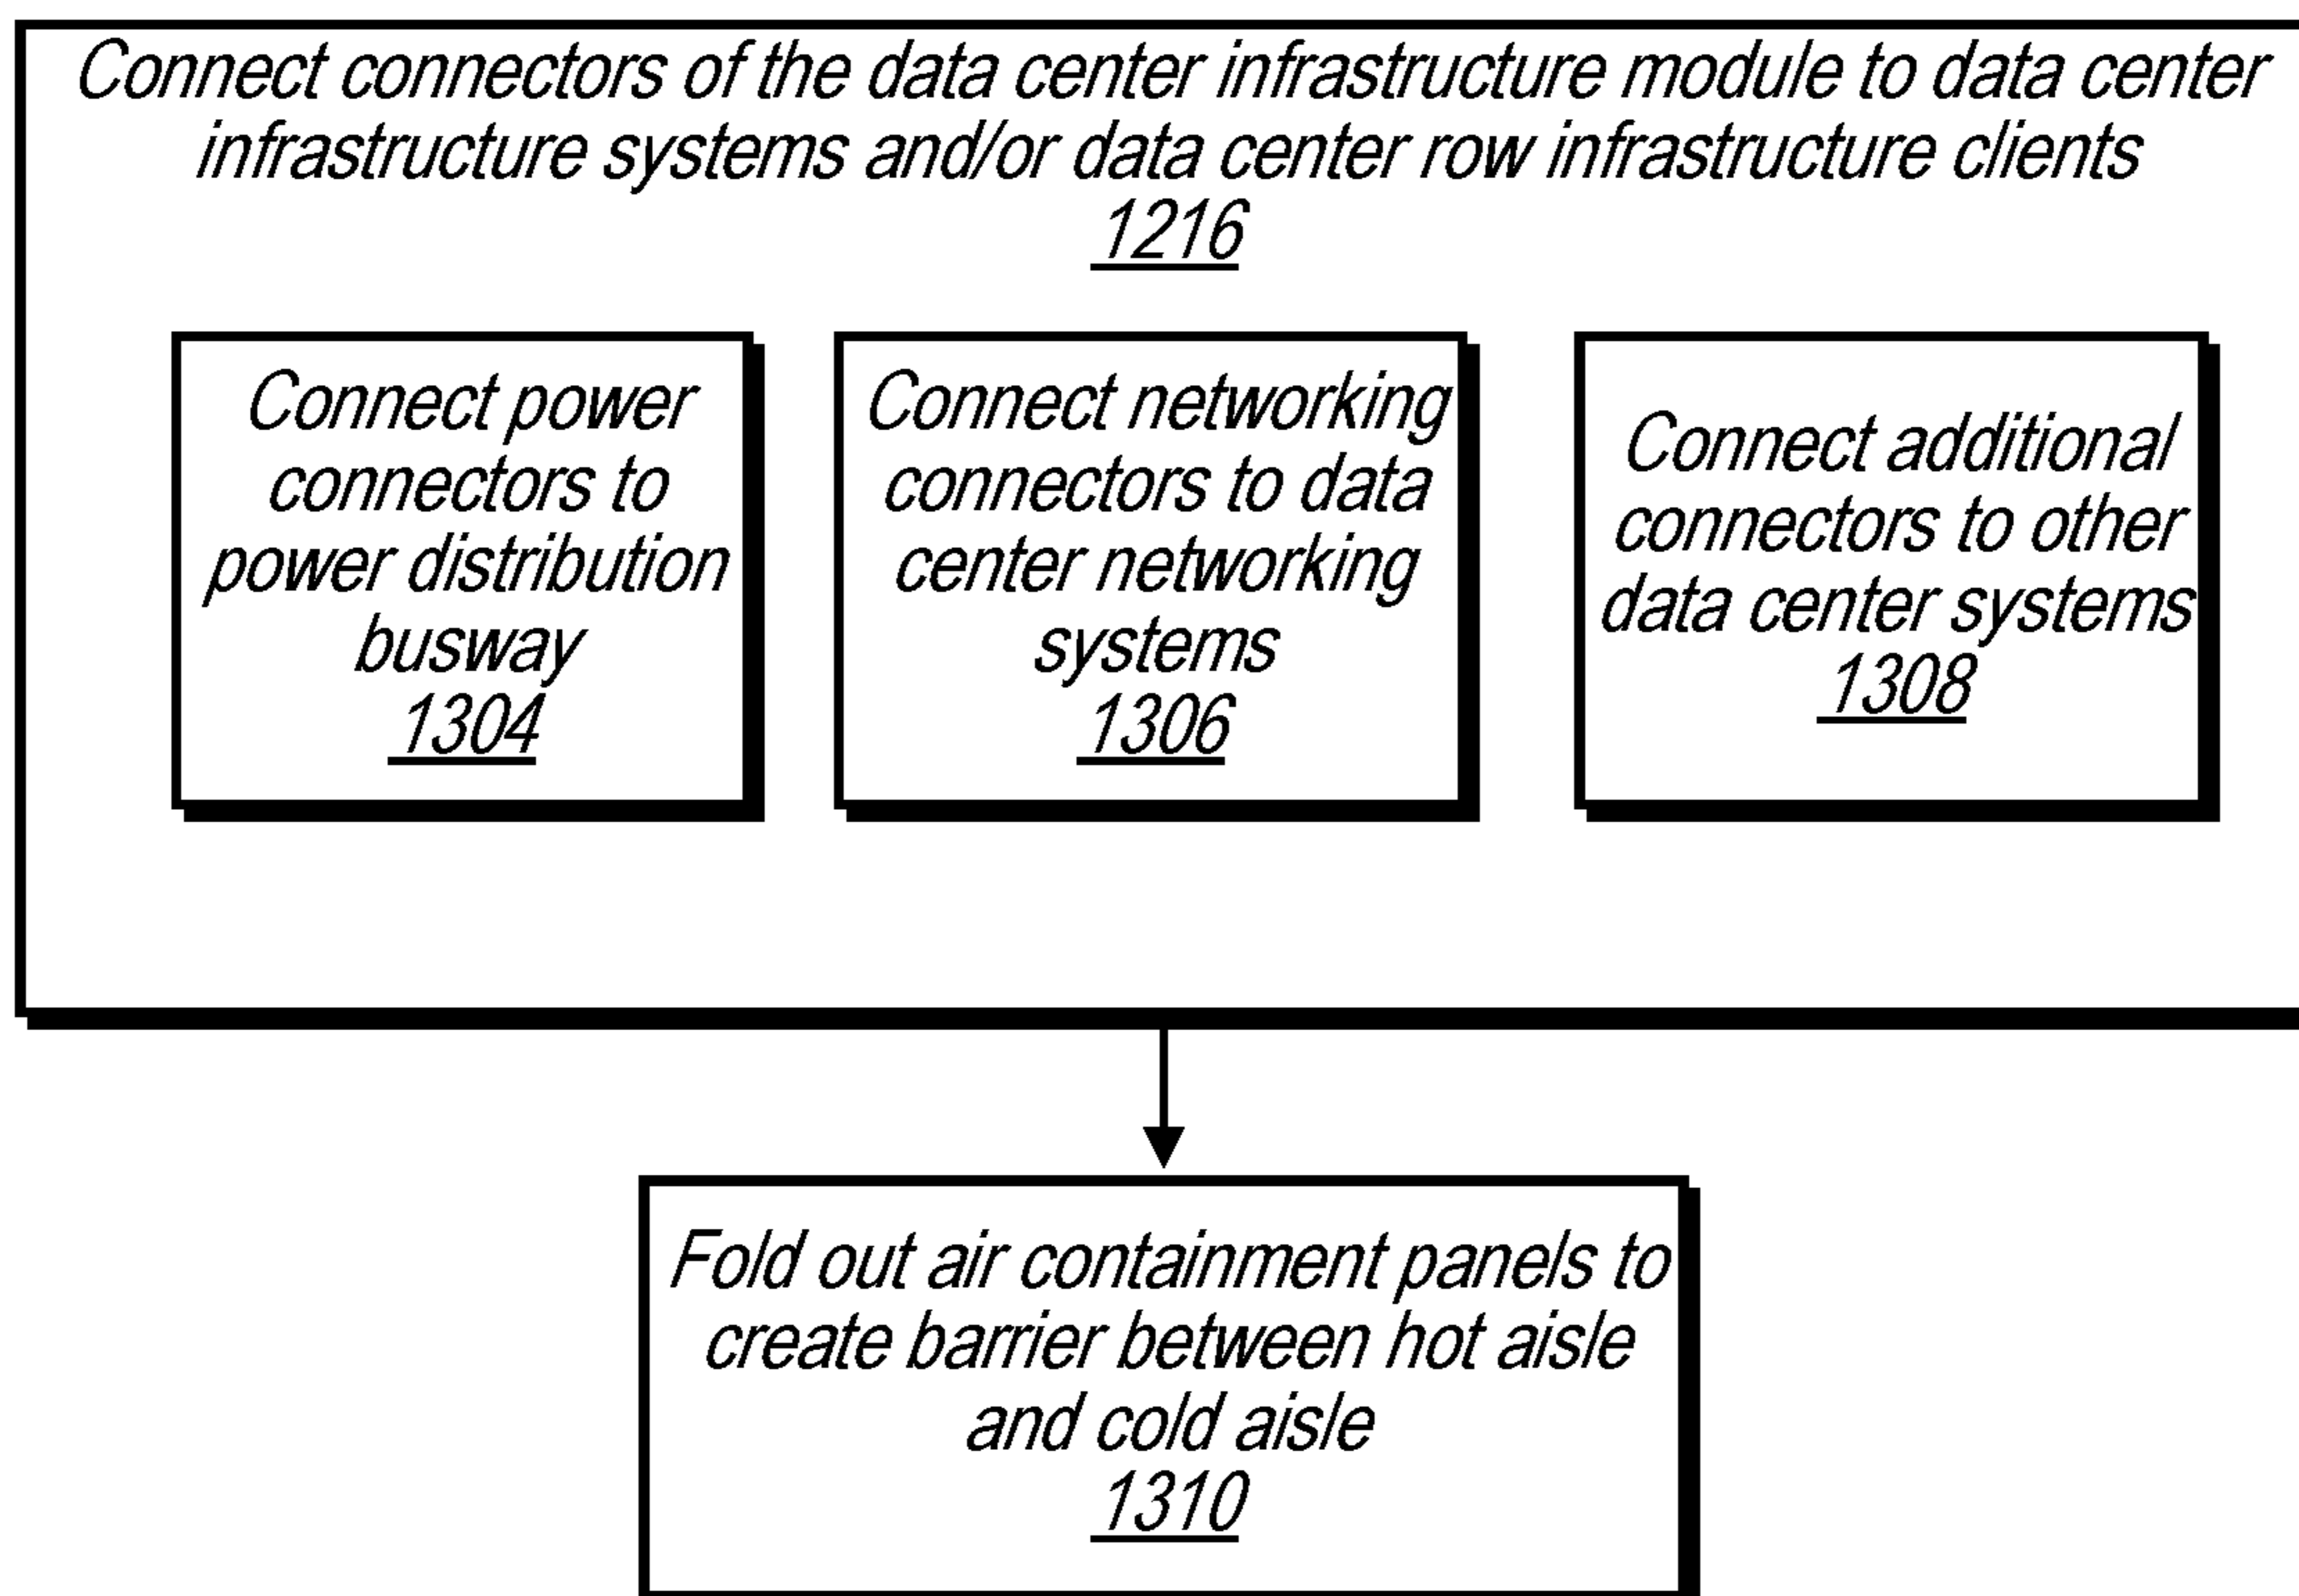 Connect connectors of the data center infrastructure module to data center
infrastructure systems and/or data center row infrastructure clients
1216
Connect power
connectors to
power distribution
busway
1304
Connect networking
connectors to data
center networking
systems
1306
Connect additional
connectors to other
data center systems
1308
Fold out air containment panels to
create barrier between hot aisle
and cold aisle
1310